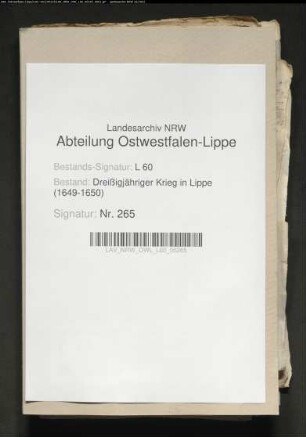 Landesarchiv NRW
Abteilung Ostwestfalen-Lippe
Bestands-Signatur: L 60
Bestand: Dreißigjähriger Krieg in Lippe
(1649-1650)
Signatur: Nr. 265